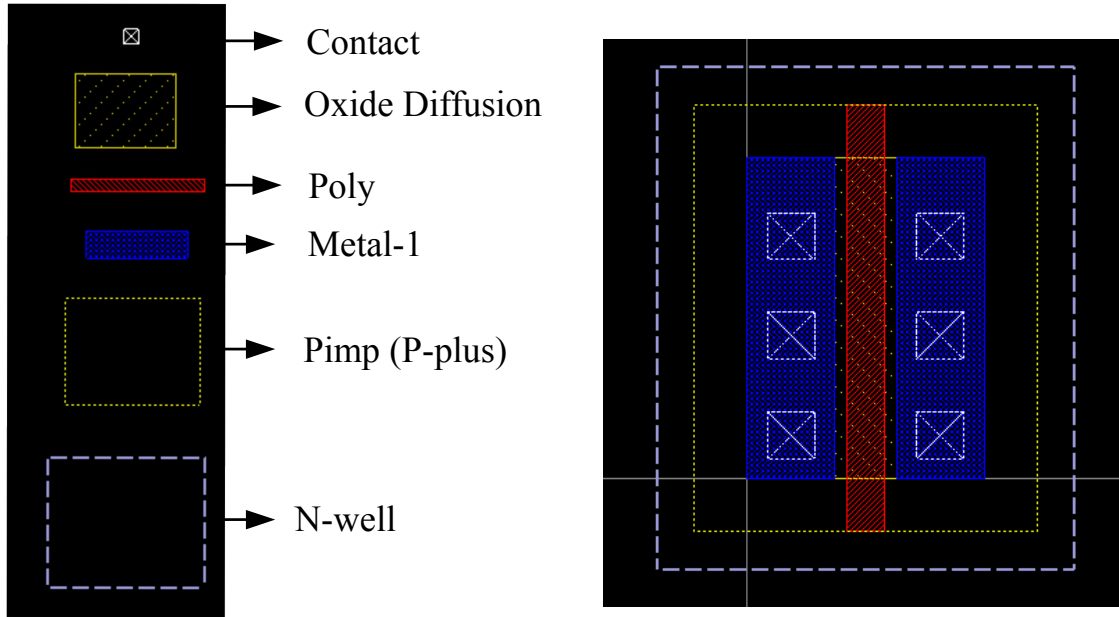 Contact
Oxide Diffusion
Poly
Metal-1
Pimp (P-plus)
N-well